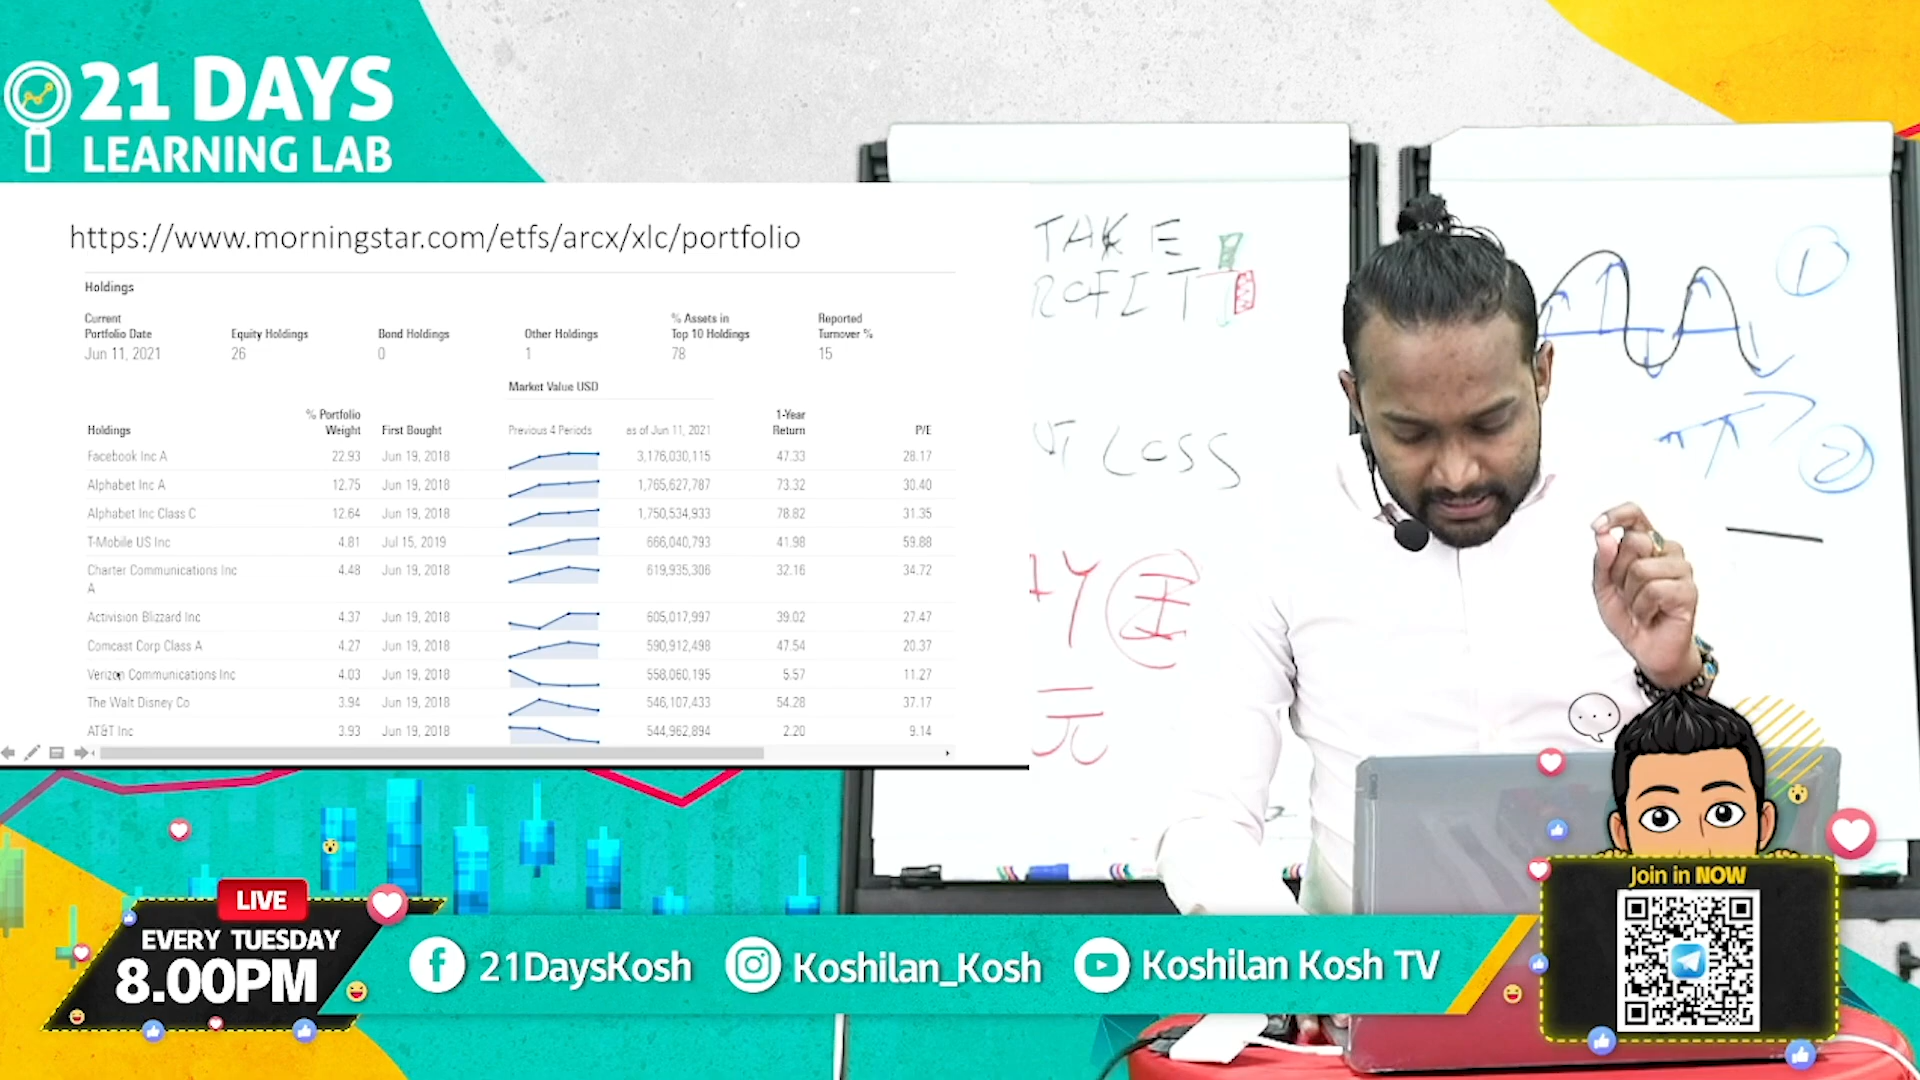 21 DAYS
LEARNING LAB
https://www.morningstar.com/etfs/arcx/xlc/portfolio
Holdings
Current Portfolio Date Equity Holdings Bond Holdings Other Holdings % Assets in Top 10 Holdings Reported Turnover %
Jun 11, 2021 26 0 1 78 15
Market Value USD
Holdings % Portfolio Weight First Bought Previous 4 Periods as of Jun 11, 2021 1-Year Return P/E
Facebook Inc A 22.93 Jun 19, 2018 3,176,030,115 47.33 28.17
Alphabet Inc A 12.75 Jun 19, 2018 1,765,627,787 73.32 30.40
Alphabet Inc Class C 12.64 Jun 19, 2018 1,750,534,933 78.82 31.35
T-Mobile US Inc 4.81 Jul 15, 2019 666,040,793 41.98 59.88
Charter Communications Inc A 4.48 Jun 19, 2018 619,935,306 32.16 34.72
Activision Blizzard Inc 4.37 Jun 19, 2018 605,017,997 39.02 27.47
Comcast Corp Class A 4.27 Jun 19, 2018 590,912,498 47.54 20.37
Verizon Communications Inc 4.03 Jun 19, 2018 558,060,195 5.57 11.27
The Walt Disney Co 3.94 Jun 19, 2018 546,107,433 54.28 37.17
AT&T Inc 3.93 Jun 19, 2018 544,962,894 2.20 9.14
TAKE
ROFIT
LOSS
1
2
LIVE
EVERY TUESDAY
8.00PM
21DaysKosh
Koshilan_Kosh
Koshilan Kosh TV
Join in NOW